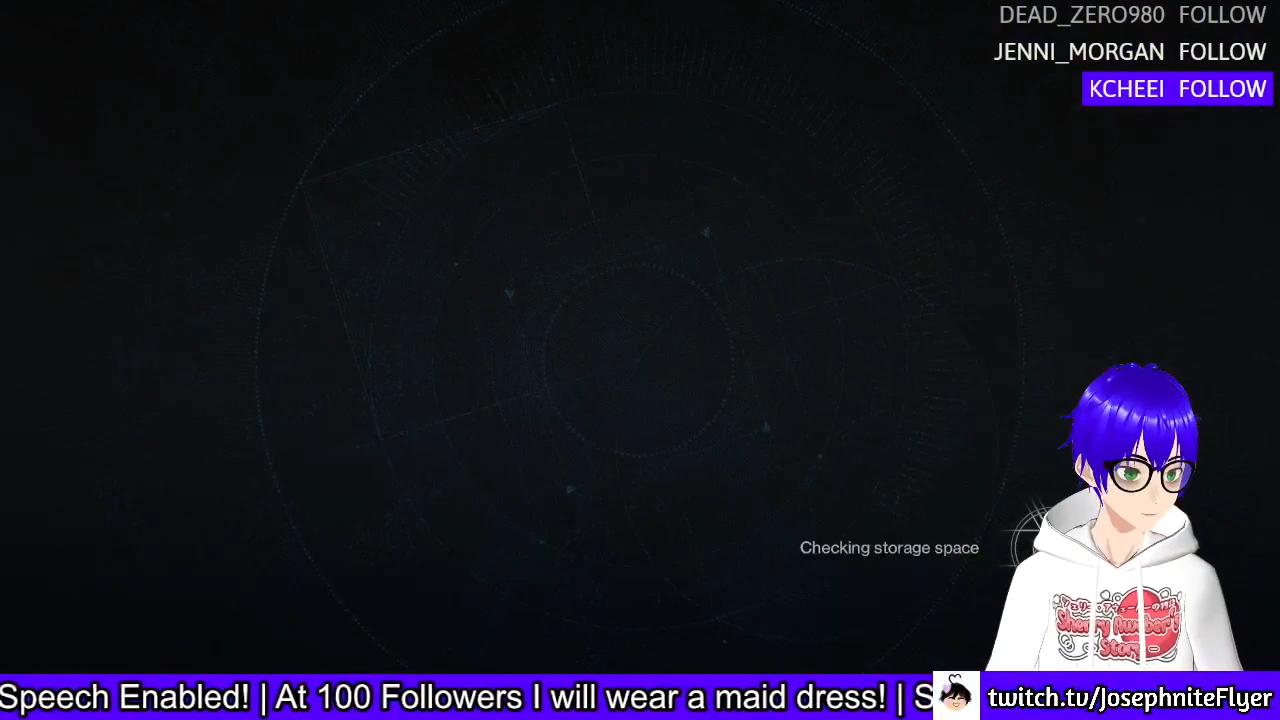 DEAD_ZERO980 FOLLOW
JENNI_MORGAN FOLLOW
KCHEEI FOLLOW
Checking storage space
Story
Speech Enabled! | At 100 Followers I will wear a maid dress! | S
twitch.tv/JosephniteFlyer